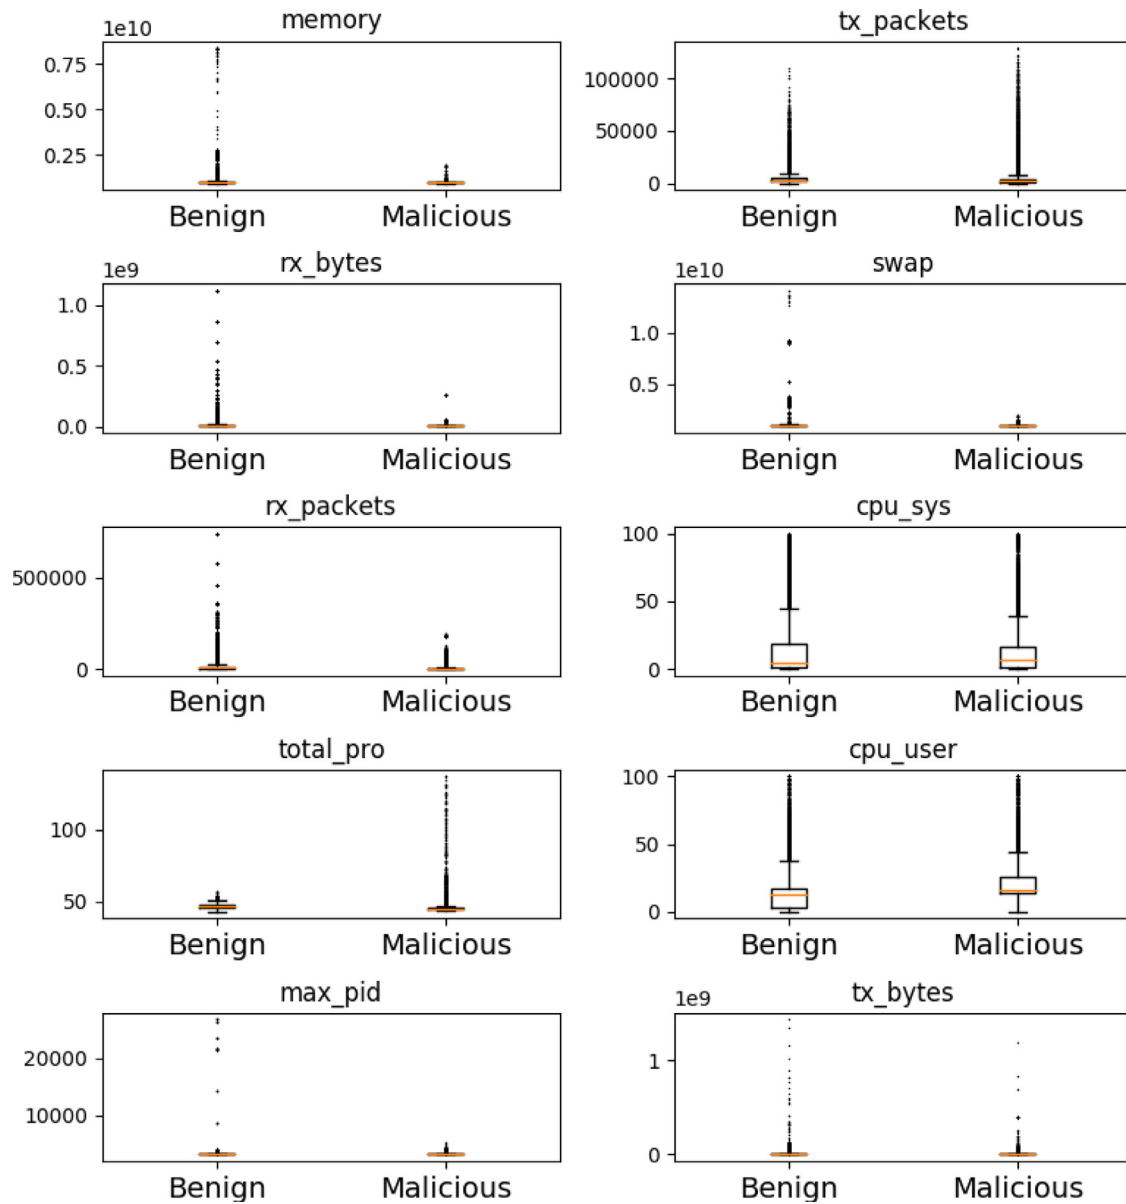 memory
1e10
0.75
0.50
0.25
Benign Malicious
tx_packets
100000
50000
0
Benign Malicious
rx_bytes
1e9
1.0
0.5
0.0
Benign Malicious
swap
1e10
1.0
0.5
Benign Malicious
rx_packets
500000
0
Benign Malicious
cpu_sys
100
50
0
Benign Malicious
total_pro
100
50
Benign Malicious
cpu_user
100
50
0
Benign Malicious
max_pid
20000
10000
Benign Malicious
tx_bytes
1e9
1
0
Benign Malicious